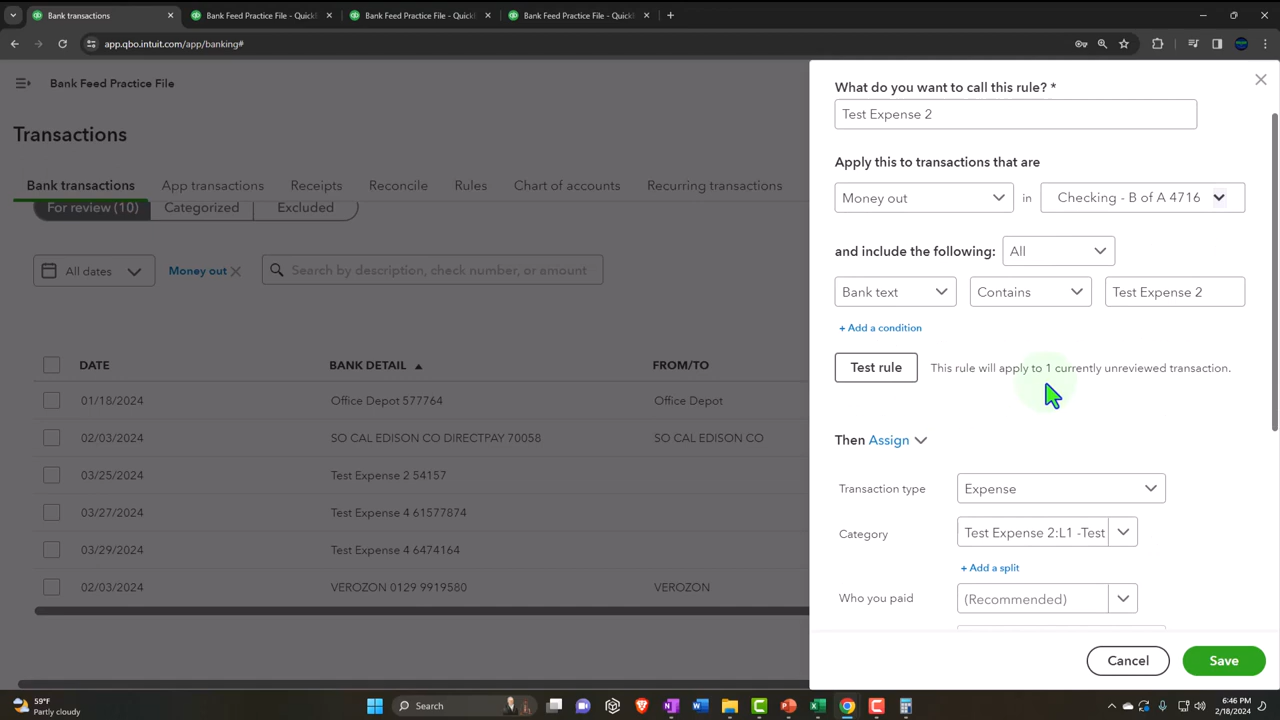 Bank transactions
Bank Feed Practice File - Quickl
Bank Feed Practice File - Quickl
Bank Feed Practice File - Quickl
app.qbo.intuit.com/app/banking#
Bank Feed Practice File
Transactions
Bank transactions App transactions Receipts Reconcile Rules Chart of accounts Recurring transactions
For review (10) Categorized Excluded
All dates Money out Search by description, check number, or amount
DATE BANK DETAIL FROM/TO
01/18/2024 Office Depot 577764 Office Depot
02/03/2024 SO CAL EDISON CO DIRECTPAY 70058 SO CAL EDISON CO
03/25/2024 Test Expense 2 54157
03/27/2024 Test Expense 4 61577874
03/29/2024 Test Expense 4 6474164
02/03/2024 VEROZON 0129 9919580 VEROZON
What do you want to call this rule? *
Test Expense 2
Apply this to transactions that are
Money out in Checking - B of A 4716
and include the following: All
Bank text Contains Test Expense 2
+ Add a condition
Test rule This rule will apply to 1 currently unreviewed transaction.
Then Assign
Transaction type Expense
Category Test Expense 2:L1 -Test
+ Add a split
Who you paid (Recommended)
Cancel Save
59°F
Partly cloudy
Search
6:46 PM
2/18/2024